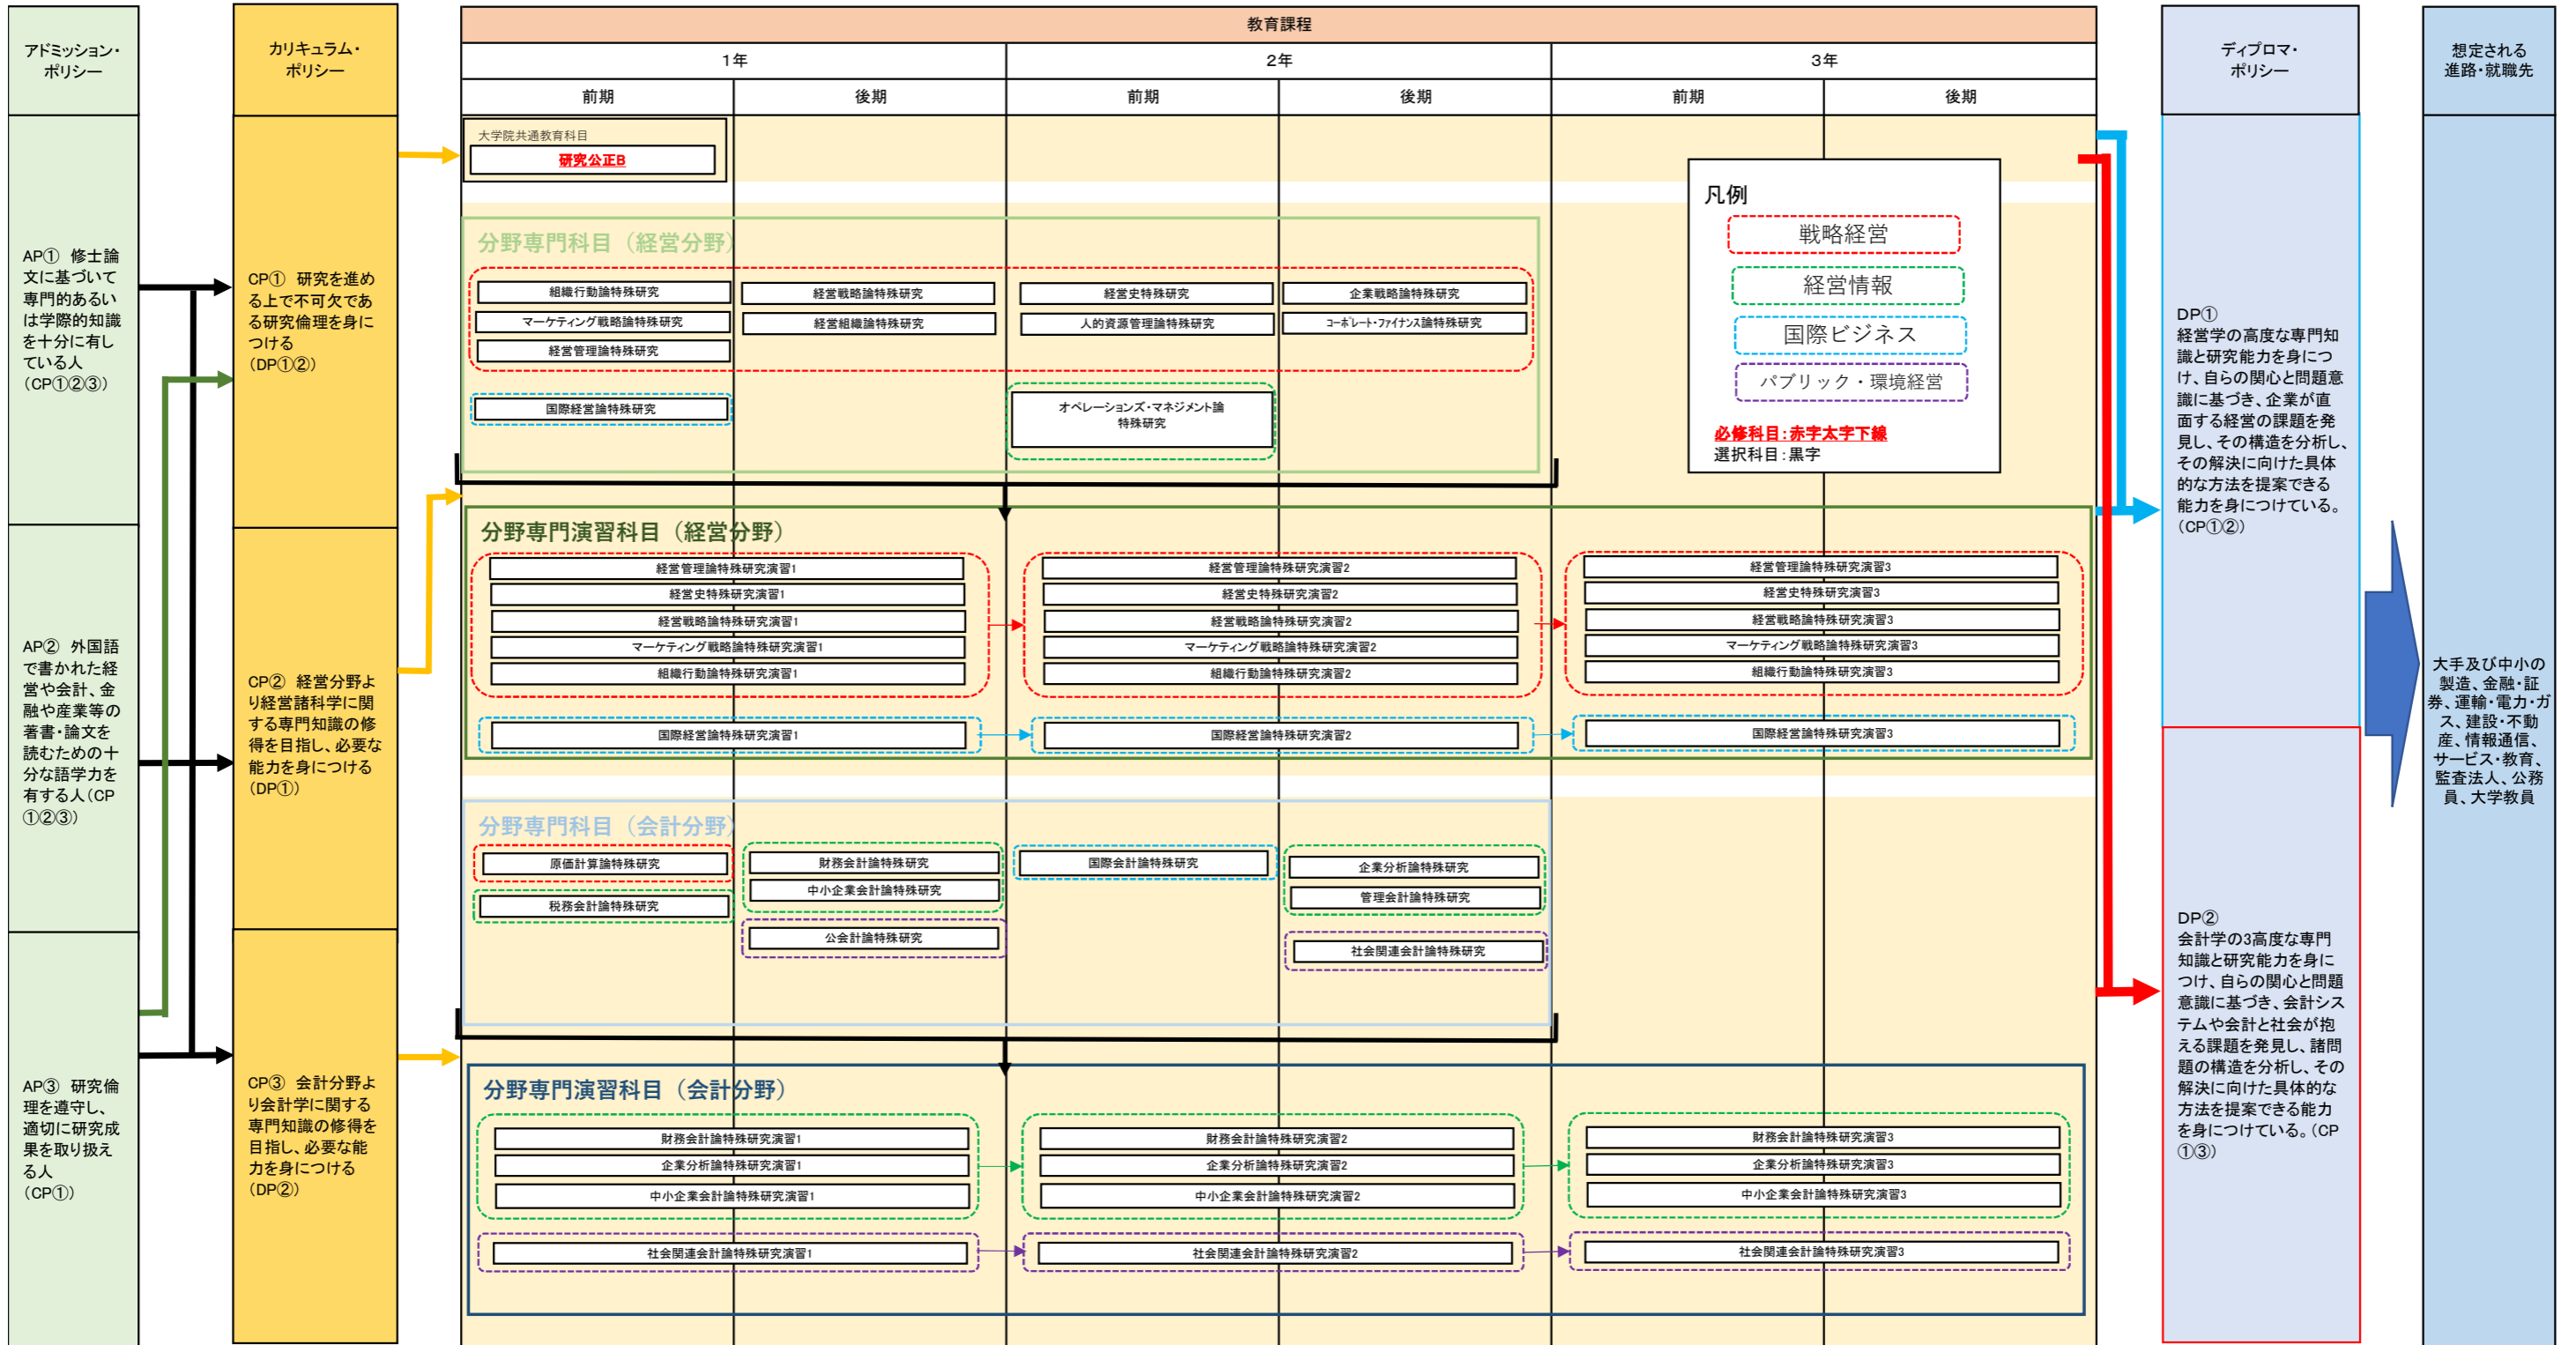 アドミッション・
ポリシー
AP① 修士論
文に基づいて
専門的あるい
は学際的知識
を十分に有し
ている人
（CP①②③）
AP② 外国語
で書かれた経
営や会計、金
融や産業等の
著書・論文を
読むための十
分な語学力を
有する人（CP
①②③）
AP③ 研究倫
理を遵守し、
適切に研究成
果を取り扱え
る人
（CP①）
カリキュラム・
ポリシー
CP① 研究を進め
る上で不可欠であ
る研究倫理を身に
つける
（DP①②）
CP② 経営分野よ
り経営諸科学に関
する専門知識の修
得を目指し、必要な
能力を身につける
（DP①）
CP③ 会計分野よ
り会計学に関する
専門知識の修得を
目指し、必要な能
力を身につける
（DP②）
教育課程
1年
2年
3年
前期
後期
前期
後期
前期
後期
大学院共通教育科目
研究公正B
凡例
戦略経営
経営情報
国際ビジネス
パブリック・環境経営
必修科目：赤字太字下線
選択科目：黒字
分野専門科目（経営分野）
組織行動論特殊研究
マーケティング戦略論特殊研究
経営管理論特殊研究
経営戦略論特殊研究
経営組織論特殊研究
経営史特殊研究
人的資源管理論特殊研究
企業戦略論特殊研究
コーポレート・ファイナンス論特殊研究
国際経営論特殊研究
オペレーションズ・マネジメント論
特殊研究
分野専門演習科目（経営分野）
経営管理論特殊研究演習1
経営史特殊研究演習1
経営戦略論特殊研究演習1
マーケティング戦略論特殊研究演習1
組織行動論特殊研究演習1
経営管理論特殊研究演習2
経営史特殊研究演習2
経営戦略論特殊研究演習2
マーケティング戦略論特殊研究演習2
組織行動論特殊研究演習2
経営管理論特殊研究演習3
経営史特殊研究演習3
経営戦略論特殊研究演習3
マーケティング戦略論特殊研究演習3
組織行動論特殊研究演習3
国際経営論特殊研究演習1
国際経営論特殊研究演習2
国際経営論特殊研究演習3
分野専門科目（会計分野）
原価計算論特殊研究
税務会計論特殊研究
財務会計論特殊研究
中小企業会計論特殊研究
公会計論特殊研究
国際会計論特殊研究
企業分析論特殊研究
管理会計論特殊研究
社会関連会計論特殊研究
分野専門演習科目（会計分野）
財務会計論特殊研究演習1
企業分析論特殊研究演習1
中小企業会計論特殊研究演習1
財務会計論特殊研究演習2
企業分析論特殊研究演習2
中小企業会計論特殊研究演習2
財務会計論特殊研究演習3
企業分析論特殊研究演習3
中小企業会計論特殊研究演習3
社会関連会計論特殊研究演習1
社会関連会計論特殊研究演習2
社会関連会計論特殊研究演習3
ディプロマ・
ポリシー
DP①
経営学の高度な専門知
識と研究能力を身につ
け、自らの関心と問題意
識に基づき、企業が直
面する経営の課題を発
見し、その構造を分析し、
その解決に向けた具体
的な方法を提案できる
能力を身につけている。
（CP①②）
DP②
会計学の3高度な専門
知識と研究能力を身に
つけ、自らの関心と問題
意識に基づき、会計シス
テムや会計と社会が抱
える課題を発見し、諸問
題の構造を分析し、その
解決に向けた具体的な
方法を提案できる能力
を身につけている。（CP
①③）
想定される
進路・就職先
大手及び中小の
製造、金融・証
券、運輸・電力・ガ
ス、建設・不動
産、情報通信、
サービス・教育、
監査法人、公務
員、大学教員